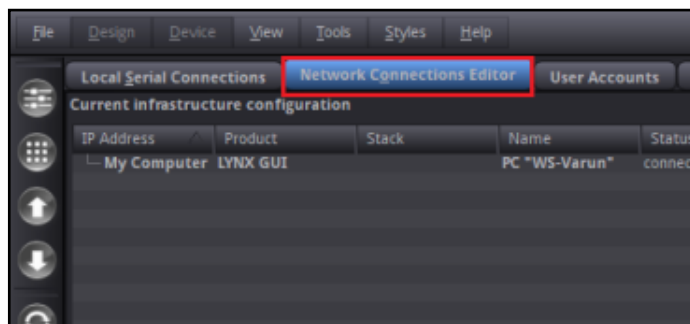 File Design Device View Tools Styles Help
Local Serial Connections Network Connections Editor User Accounts
Current infrastructure configuration
IP Address Product Stack Name Status
My Computer LYNX GUI PC "WS-Varun" connec